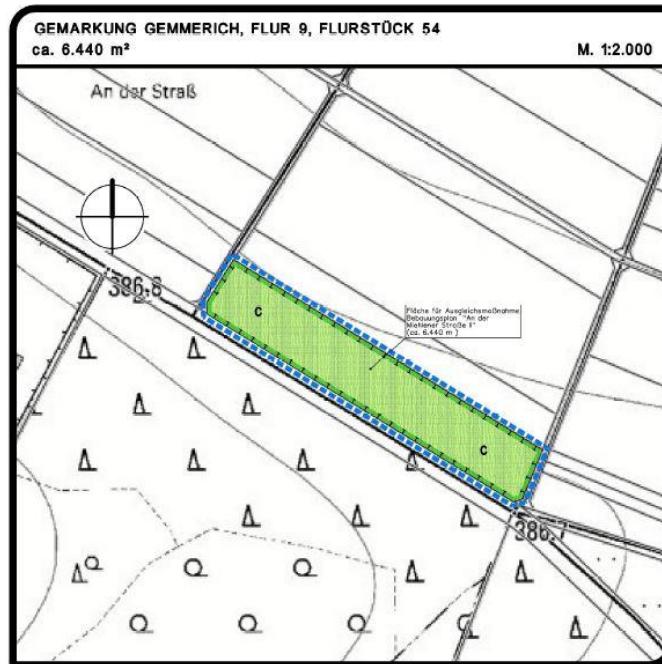 GEMARKUNG GEMMERICH, FLUR 9, FLURSTÜCK 54
ca. 6.440 m² M. 1:2.000
An der Straß
386,8
C
Fläche für Ausgleichsmaßnahme
Bebauungsplan "An der
Miehlener Straße II"
(ca. 6.440 m )
C
386,7